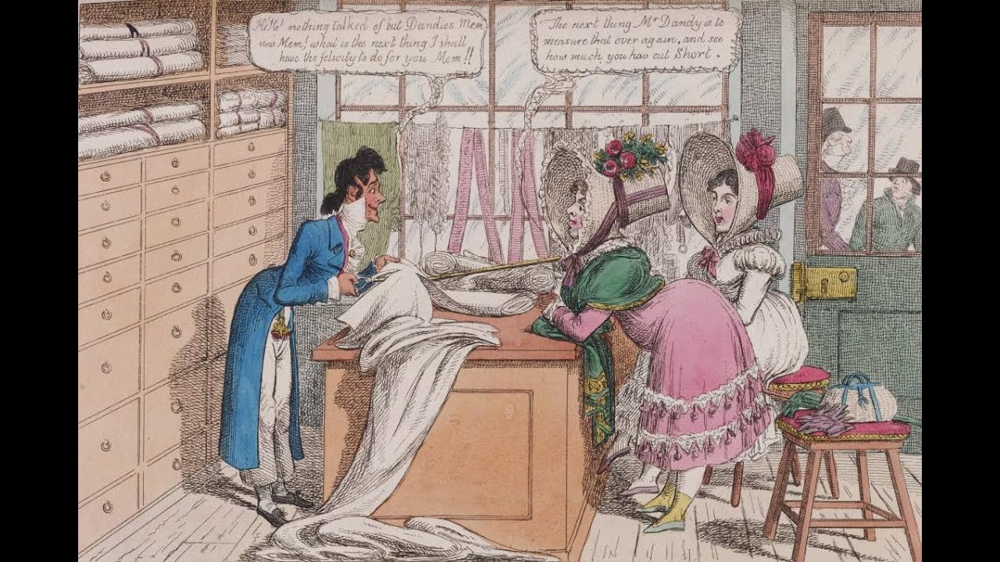 He'He! nothing talked of but Dandies Mem
now Mem! what is the next thing I shall
have the felicity to do for you Mem!!
The next thing Mr Dandy is to
measure that over again, and see
how much you hav cut Short.